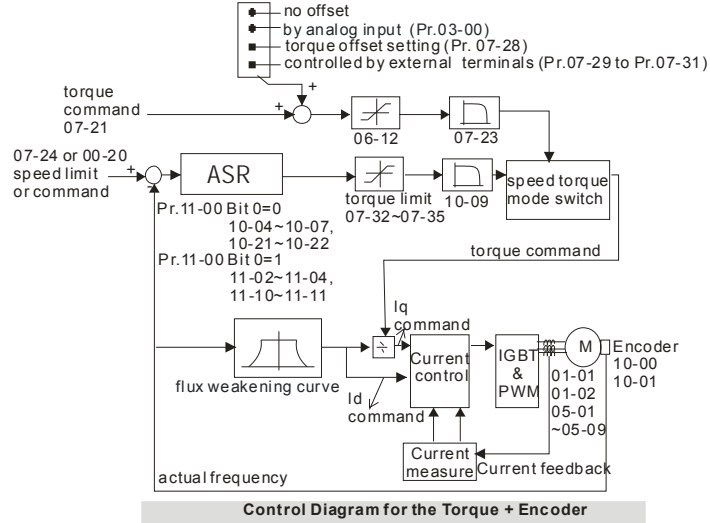 no offset
by analog input (Pr.03-00)
torque offset setting (Pr. 07-28)
controlled by external terminals (Pr.07-29 to Pr.07-31)
+
+
torque
command
07-21
06-12
07-23
07-24 or 00-20
speed limit
or command
+
-
ASR
torque limit
07-32~07-35
10-09
speed torque
mode switch
Pr.11-00 Bit 0=0
10-04~10-07,
10-21~10-22
Pr.11-00 Bit 0=1
11-02~11-04,
11-10~11-11
torque command
flux weakening curve
÷
Iq
command
Id
command
Current
control
IGBT
&
PWM
M
Encoder
10-00
10-01
01-01
01-02
05-01
~05-09
Current
measure
Current feedback
actual frequency
Control Diagram for the Torque + Encoder